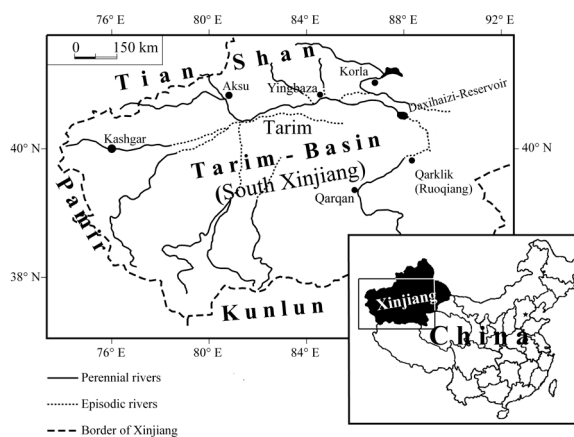 76° E
80° E
84° E
88° E
92° E
0
150 km
Tian Shan
Korla
Aksu
Yingbaza
Daxihaizi-Reservoir
Tarim
Kashgar
40° N
40° N
Tarim-Basin
(South Xinjiang)
Qarklik
(Ruoqiang)
Qarqan
Pamir
38° N
Kunlun
Xinjiang
China
76° E
80° E
84° E
Perennial rivers
Episodic rivers
Border of Xinjiang